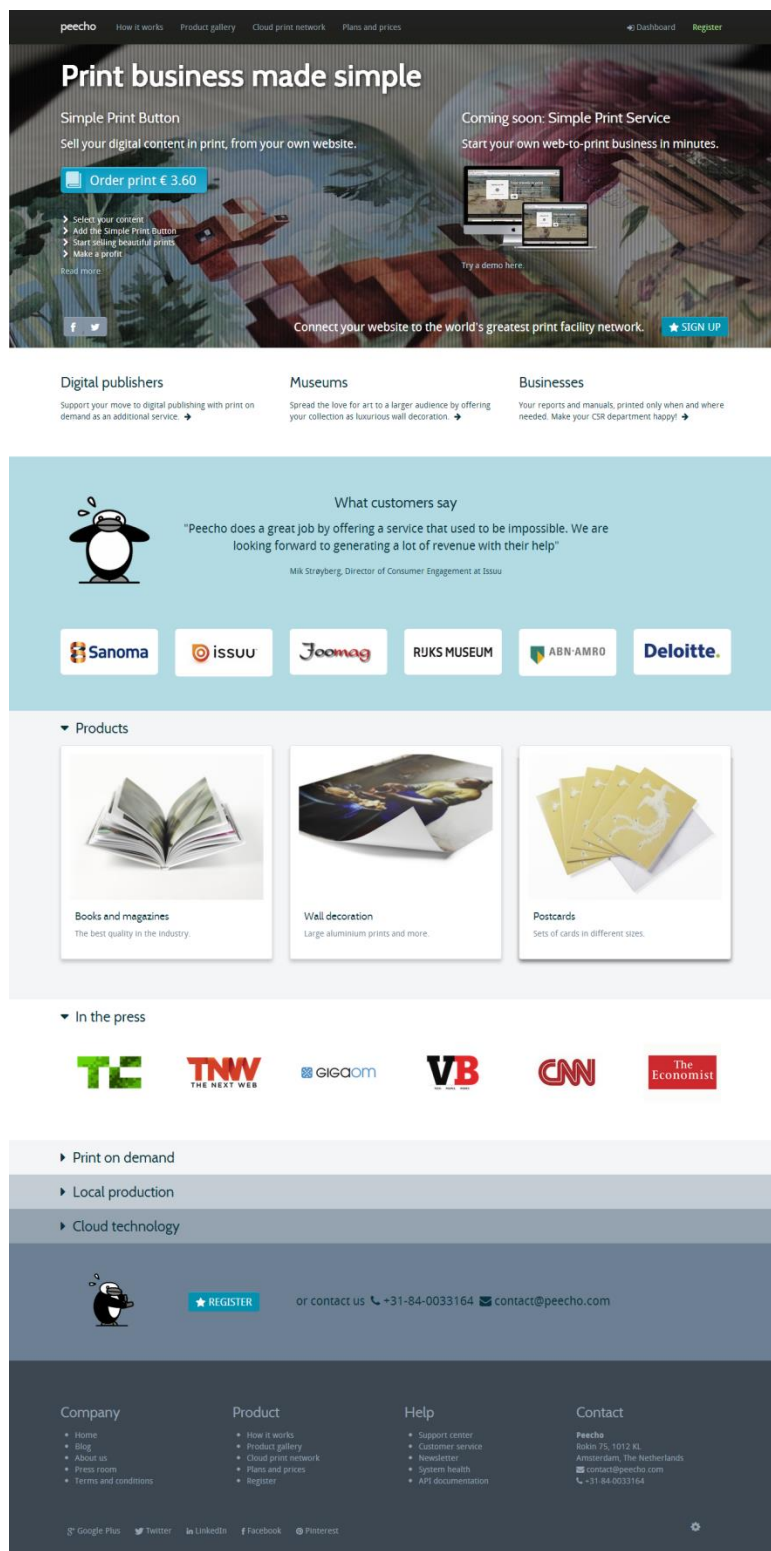 peecho How it works Product gallery Cloud print network Plans and prices Dashboard Register
Print business made simple
Simple Print Button
Sell your digital content in print, from your own website.
Order print € 3.60
Select your content
Add the Simple Print Button
Start selling beautiful prints
Make a profit
Read more.
Coming soon: Simple Print Service
Start your own web-to-print business in minutes.
Try a demo here.
Connect your website to the world's greatest print facility network. SIGN UP
Digital publishers
Support your move to digital publishing with print on
demand as an additional service.
Museums
Spread the love for art to a larger audience by offering
your collection as luxurious wall decoration.
Businesses
Your reports and manuals, printed only when and where
needed. Make your CSR department happy!
What customers say
"Peecho does a great job by offering a service that used to be impossible. We are
looking forward to generating a lot of revenue with their help"
Mik Strøyberg, Director of Consumer Engagement at Issuu
Sanoma issuu Joomag RIJKS MUSEUM ABN·AMRO Deloitte.
Products
Books and magazines
The best quality in the industry.
Wall decoration
Large aluminium prints and more.
Postcards
Sets of cards in different sizes.
In the press
TC TNW THE NEXT WEB GIGAOM VB CNN The Economist
Print on demand
Local production
Cloud technology
REGISTER or contact us +31-84-0033164 contact@peecho.com
Company
Home
Blog
About us
Press room
Terms and conditions
Product
How it works
Product gallery
Cloud print network
Plans and prices
Register
Help
Support center
Customer service
Newsletter
System health
API documentation
Contact
Peecho
Rokin 75, 1012 KL
Amsterdam, The Netherlands
contact@peecho.com
+31-84-0033164
Google Plus Twitter LinkedIn Facebook Pinterest